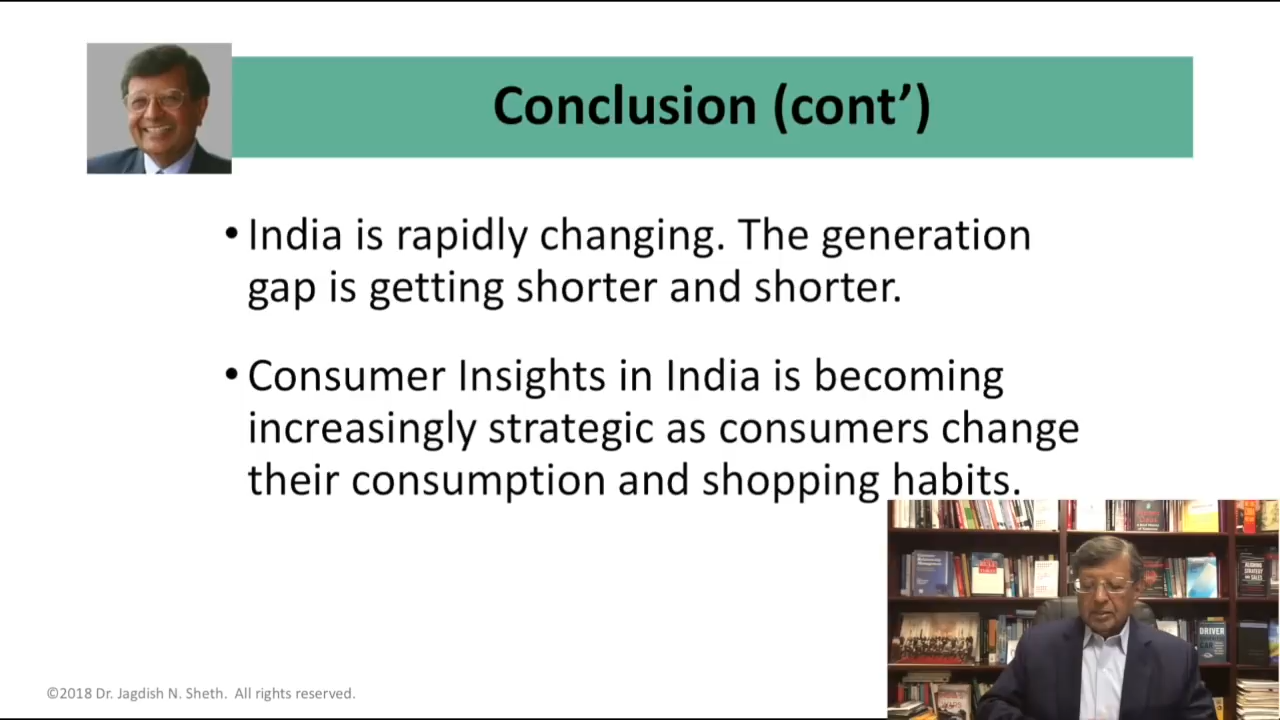 Conclusion (cont’)
• India is rapidly changing. The generation
gap is getting shorter and shorter.
• Consumer Insights in India is becoming
increasingly strategic as consumers change
their consumption and shopping habits.
DRIVER
©2018 Dr. Jagdish N. Sheth. All rights reserved.